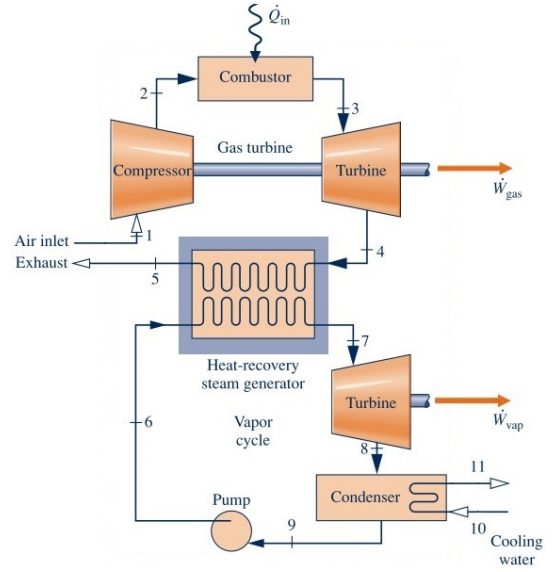 Q̇in
Combustor
2
3
Gas turbine
Compressor
Turbine
Ẇgas
1
Air inlet
Exhaust
5
4
7
Heat-recovery
steam generator
Turbine
Vapor
cycle
6
Ẇvap
8
11
Pump
Condenser
9
10
Cooling
water